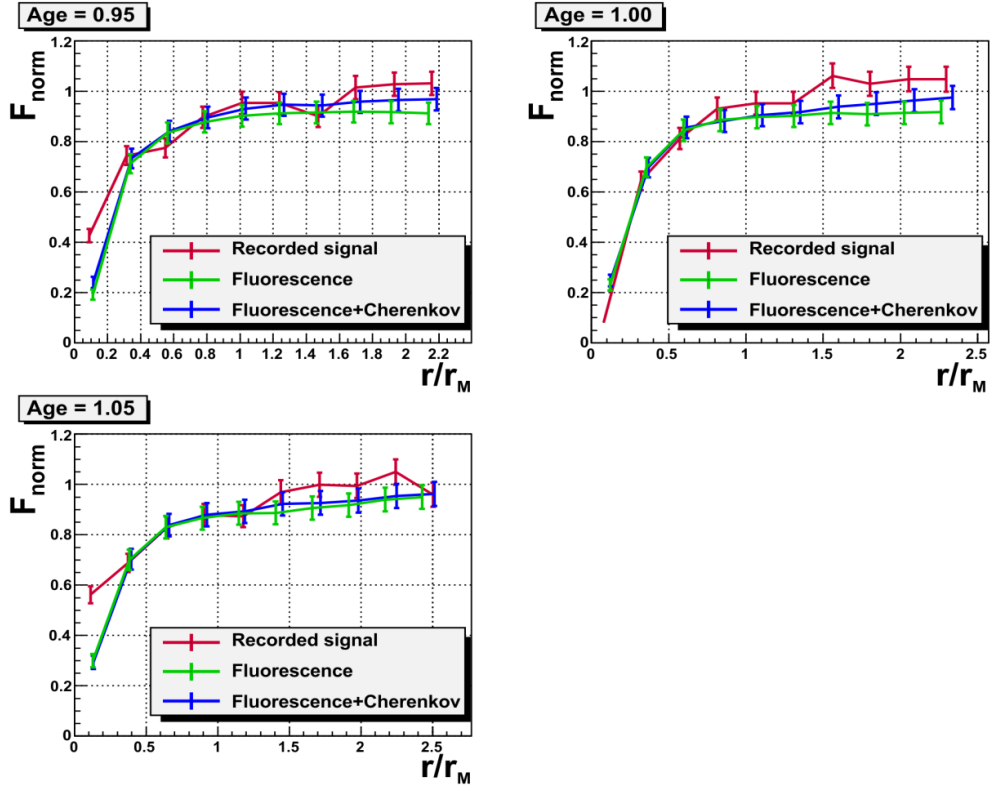 Age = 0.95
F norm
1.2
1
0.8
0.6
0.4
0.2
0
Recorded signal
Fluorescence
Fluorescence+Cherenkov
0 0.2 0.4 0.6 0.8 1 1.2 1.4 1.6 1.8 2 2.2
r/rM
Age = 1.00
F norm
1.2
1
0.8
0.6
0.4
0.2
0
Recorded signal
Fluorescence
Fluorescence+Cherenkov
0 0.5 1 1.5 2 2.5
r/rM
Age = 1.05
F norm
1.2
1
0.8
0.6
0.4
0.2
0
Recorded signal
Fluorescence
Fluorescence+Cherenkov
0 0.5 1 1.5 2 2.5
r/rM